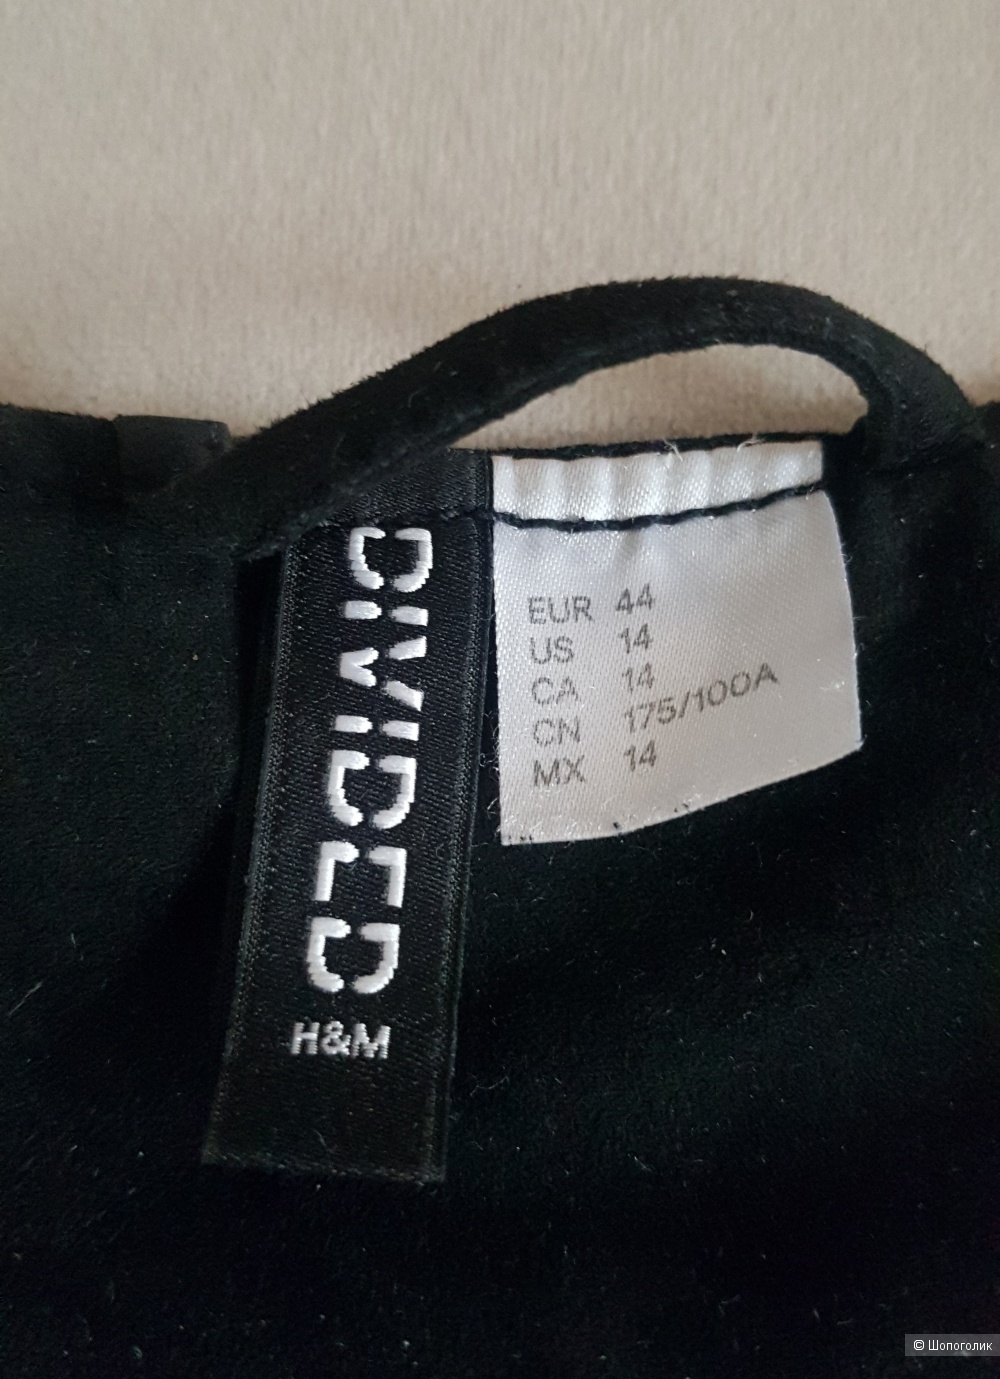 DIVIDED
H&M
EUR 44
US 14
CA 14
CN 175/100A
MX 14
© Шопоголик